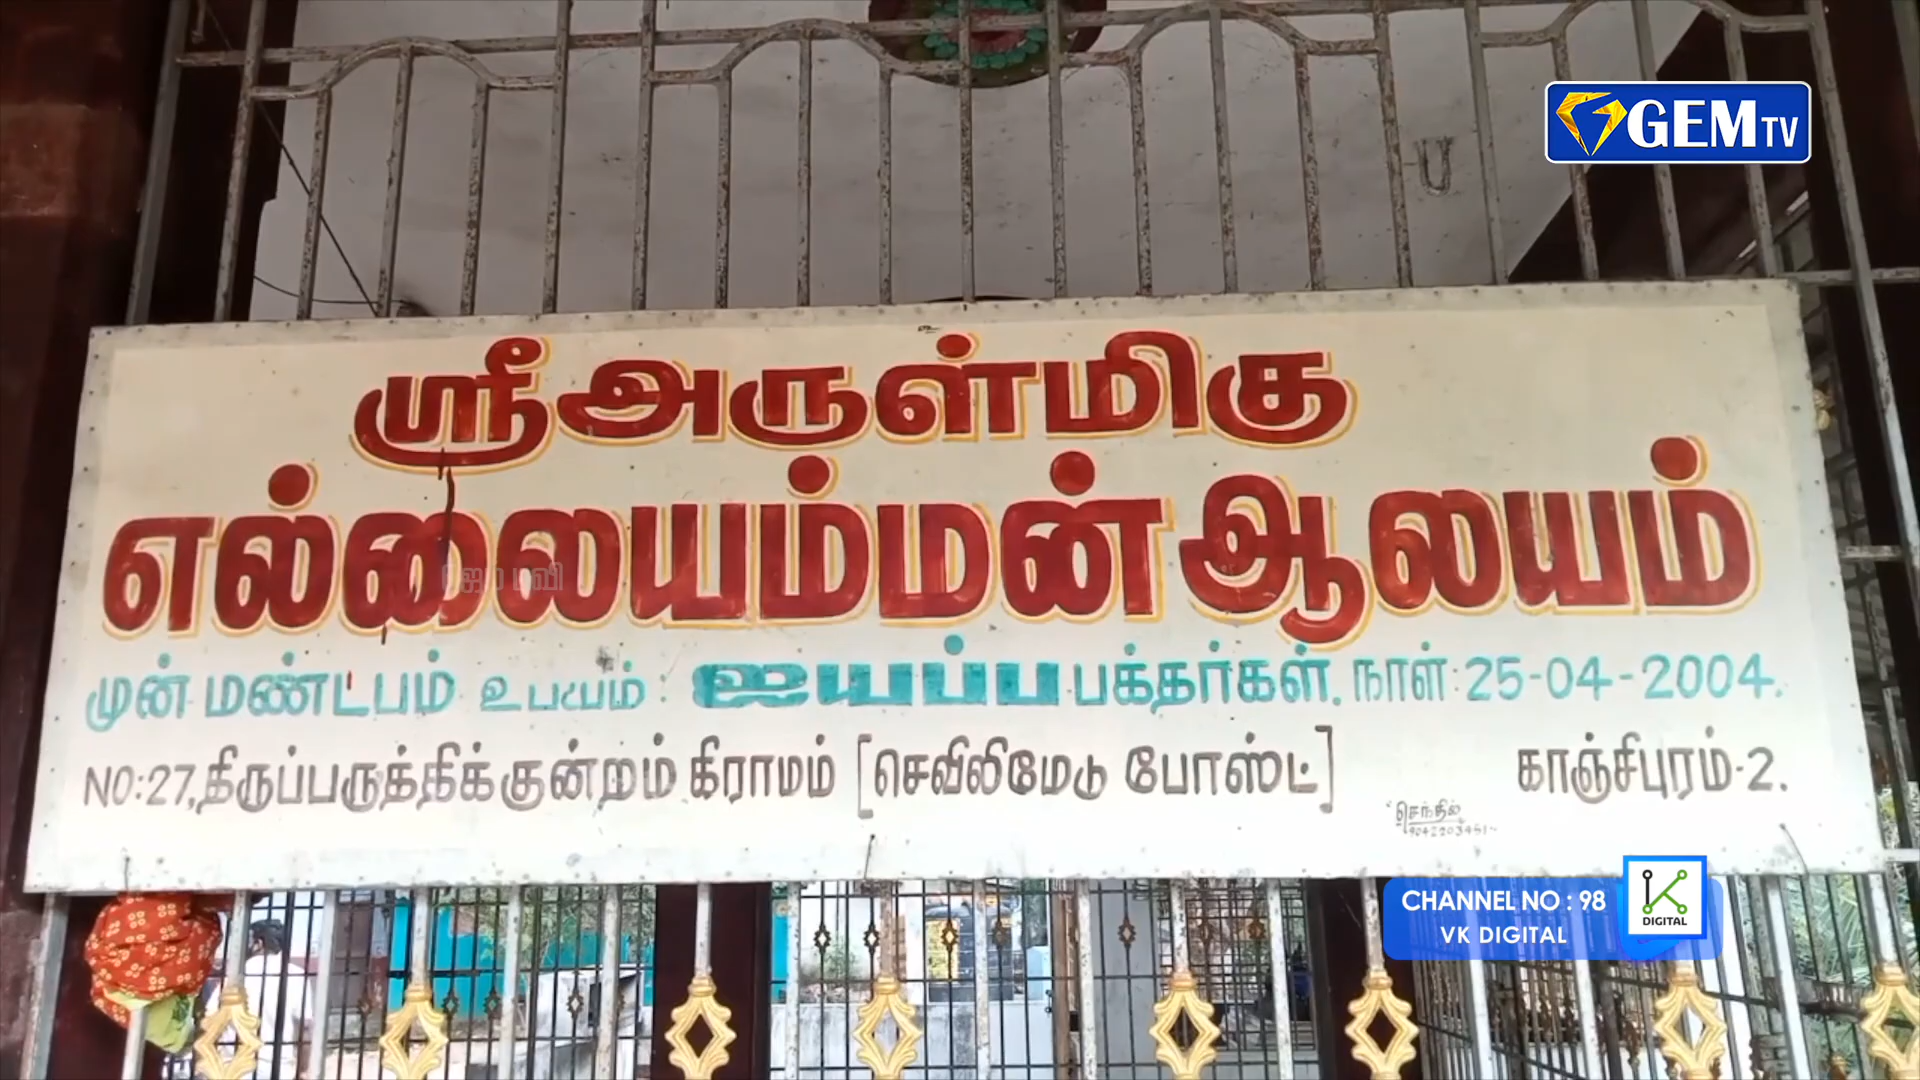 GEM TV
ஸ்ரீ அருள்மிகு
எல்லையம்மன் ஆலயம்
முன் மண்டபம் உபயம் : ஐயப்ப பக்தர்கள். நாள் : 25-04-2004.
NO:27, திருப்பருத்திக்குன்றம் கிராமம் [செவிலிமேடு போஸ்ட்] காஞ்சிபுரம்-2.
செந்தில்
ஜெம் டிவி
CHANNEL NO : 98
VK DIGITAL
DIGITAL